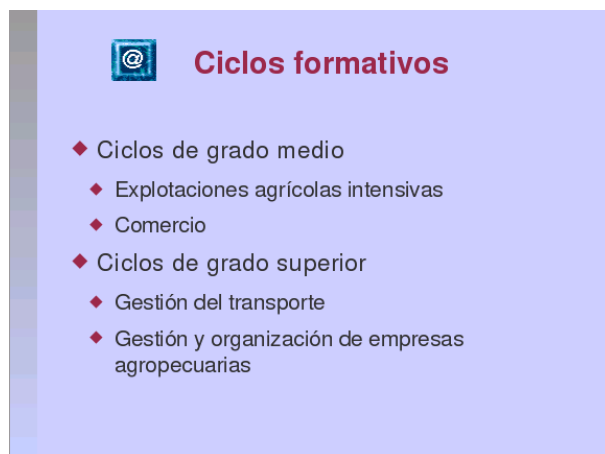 @
Ciclos formativos
Ciclos de grado medio
Explotaciones agrícolas intensivas
Comercio
Ciclos de grado superior
Gestión del transporte
Gestión y organización de empresas
agropecuarias